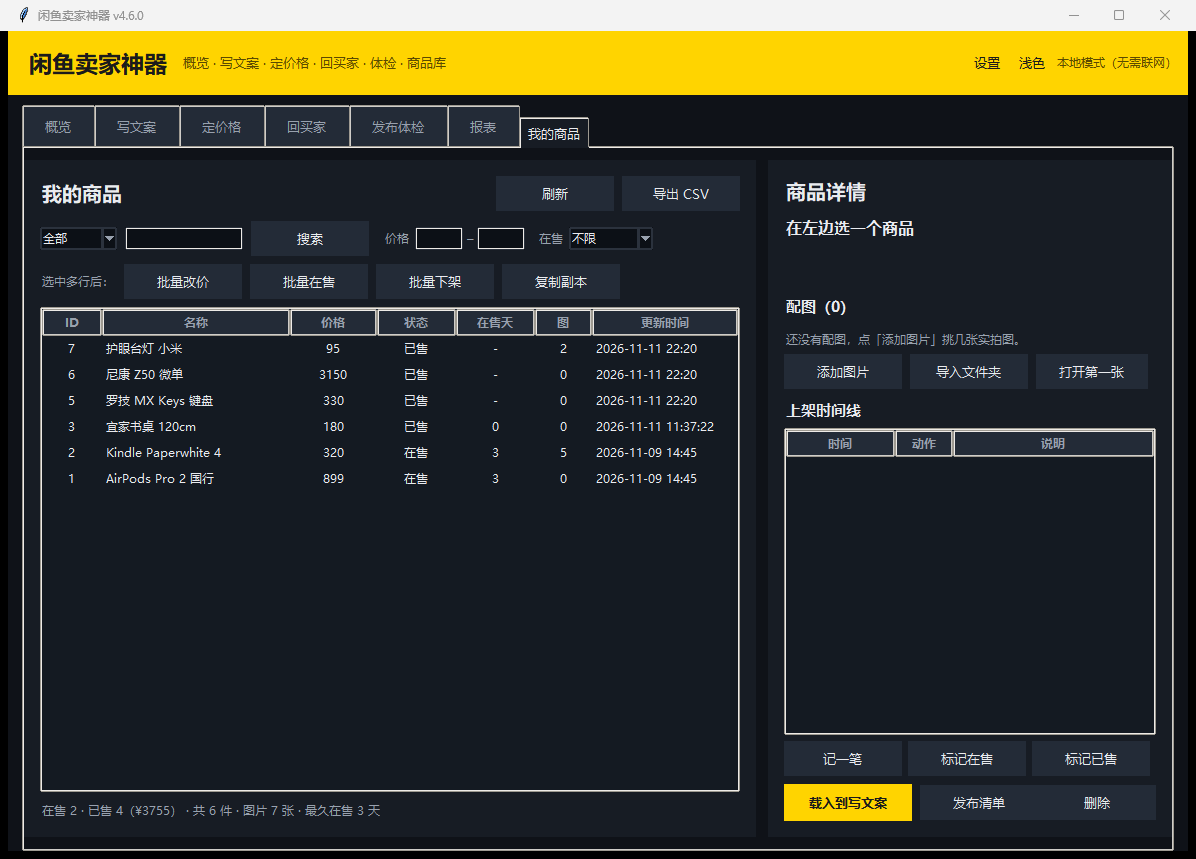 闲鱼卖家神器 v4.6.0
闲鱼卖家神器 概览 · 写文案 · 定价格 · 回买家 · 体检 · 商品库 设置 浅色 本地模式（无需联网）
概览 写文案 定价格 回买家 发布体检 报表 我的商品
我的商品 刷新 导出 CSV
全部 搜索 价格 – 在售 不限
选中多行后： 批量改价 批量在售 批量下架 复制副本
ID 名称 价格 状态 在售天 图 更新时间
7 护眼台灯 小米 95 已售 - 2 2026-11-11 22:20
6 尼康 Z50 微单 3150 已售 - 0 2026-11-11 22:20
5 罗技 MX Keys 键盘 330 已售 - 0 2026-11-11 22:20
3 宜家书桌 120cm 180 已售 0 0 2026-11-11 11:37:22
2 Kindle Paperwhite 4 320 在售 3 5 2026-11-09 14:45
1 AirPods Pro 2 国行 899 在售 3 0 2026-11-09 14:45
在售 2 · 已售 4（¥3755） · 共 6 件 · 图片 7 张 · 最久在售 3 天
商品详情
在左边选一个商品
配图（0）
还没有配图，点「添加图片」挑几张实拍图。
添加图片 导入文件夹 打开第一张
上架时间线
时间 动作 说明
记一笔 标记在售 标记已售
载入到写文案 发布清单 删除